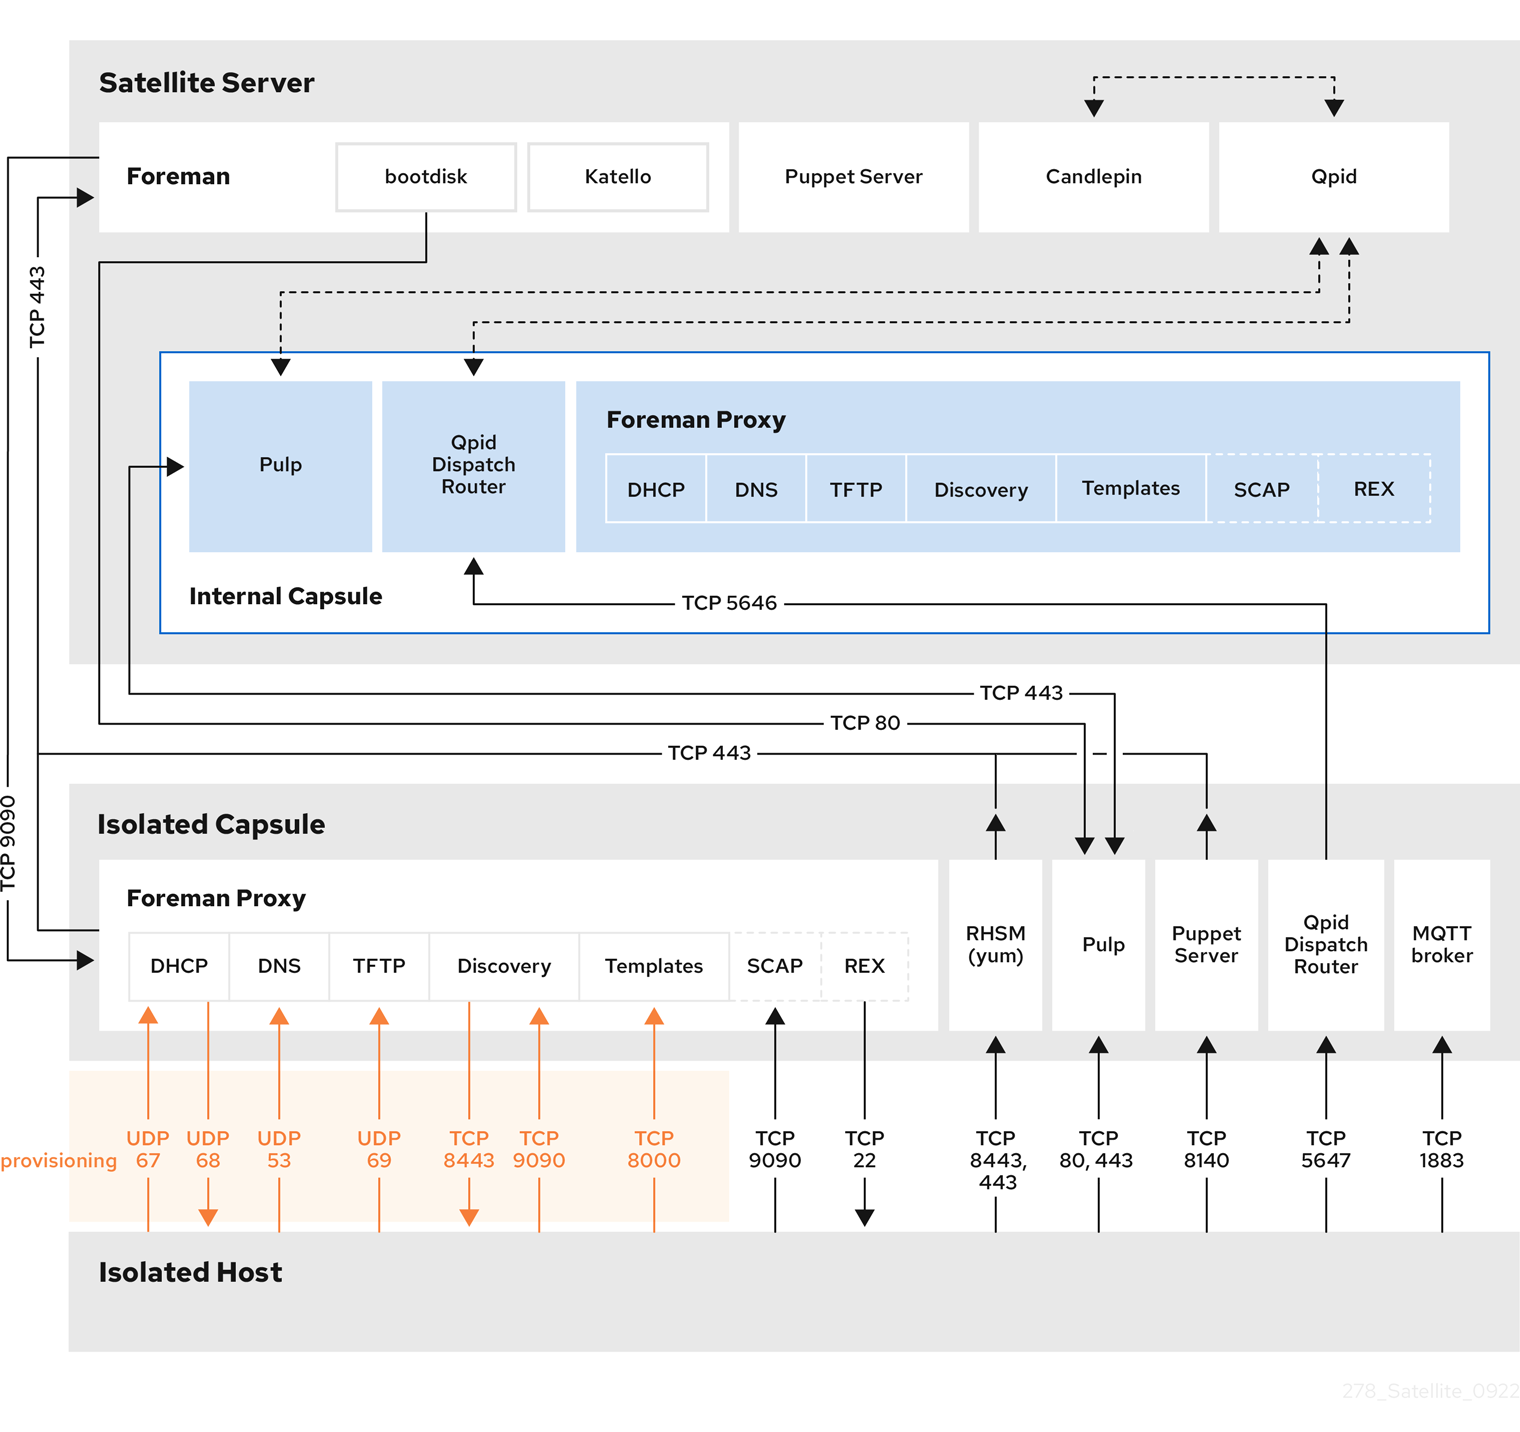 Satellite Server
Foreman
bootdisk
Katello
Puppet Server
Candlepin
Qpid
TCP 443
Pulp
Qpid
Dispatch
Router
Foreman Proxy
DHCP
DNS
TFTP
Discovery
Templates
SCAP
REX
Internal Capsule
TCP 5646
TCP 443
TCP 80
TCP 443
TCP 9090
Isolated Capsule
Foreman Proxy
DHCP
DNS
TFTP
Discovery
Templates
SCAP
REX
RHSM
(yum)
Pulp
Puppet
Server
Qpid
Dispatch
Router
MQTT
broker
provisioning
UDP
67
UDP
68
UDP
53
UDP
69
TCP
8443
TCP
9090
TCP
8000
TCP
9090
TCP
22
TCP
8443,
443
TCP
80, 443
TCP
8140
TCP
5647
TCP
1883
Isolated Host
278_Satellite_0922